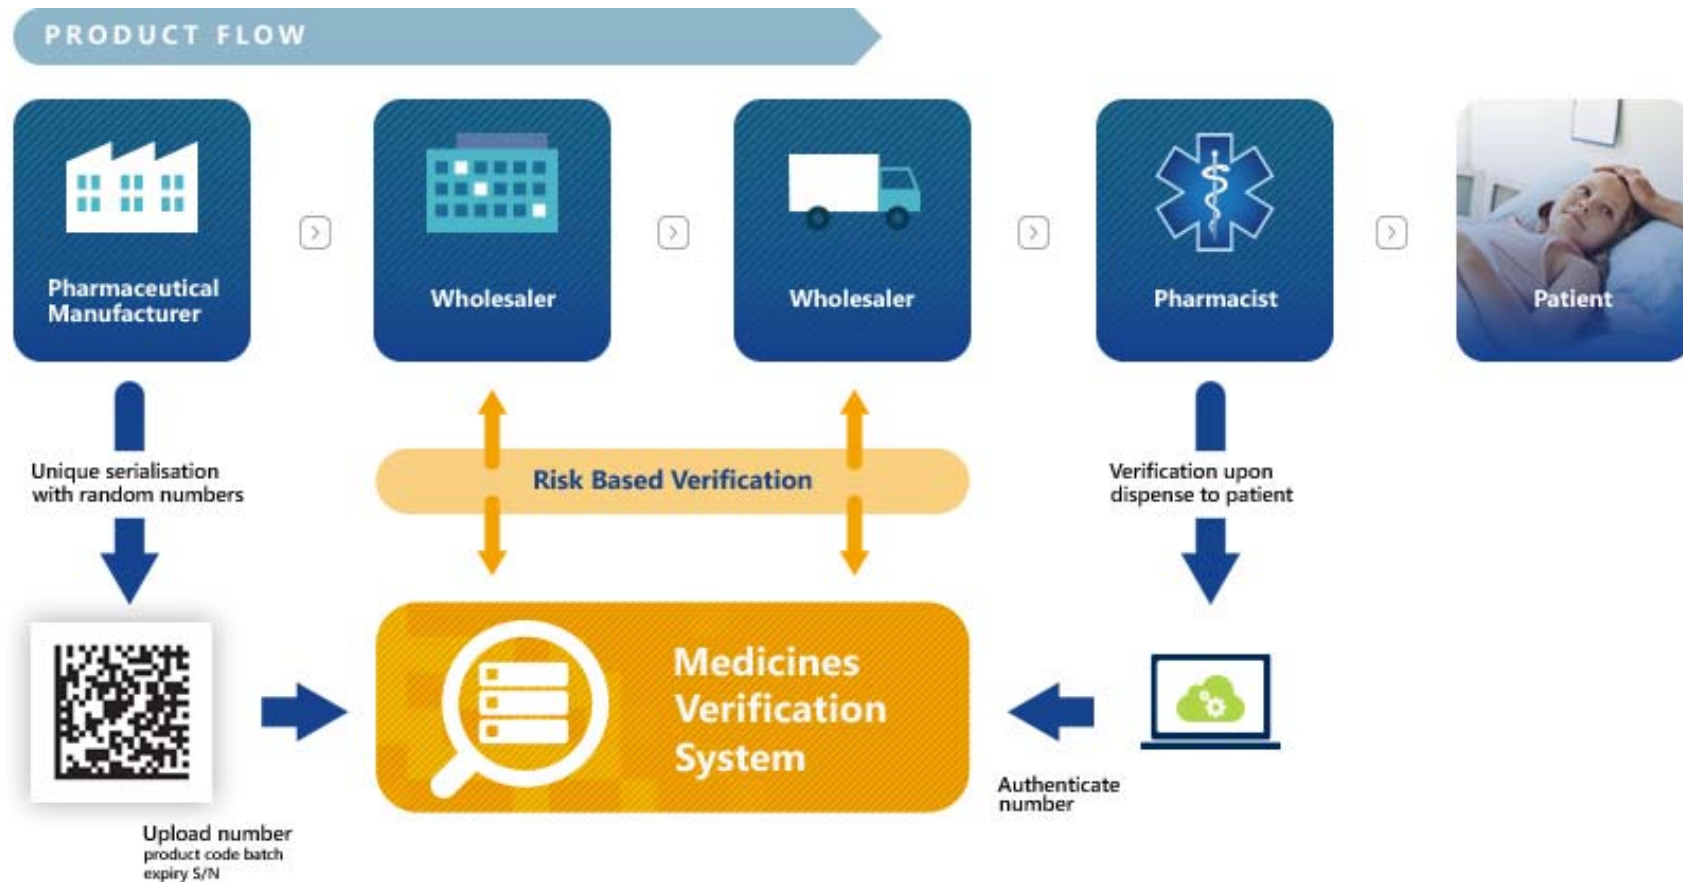 PRODUCT FLOW
Pharmaceutical
Manufacturer
Wholesaler
Wholesaler
Pharmacist
Patient
Unique serialisation
with random numbers
Risk Based Verification
Verification upon
dispense to patient
Medicines
Verification
System
Authenticate
number
Upload number
product code batch
expiry S/N